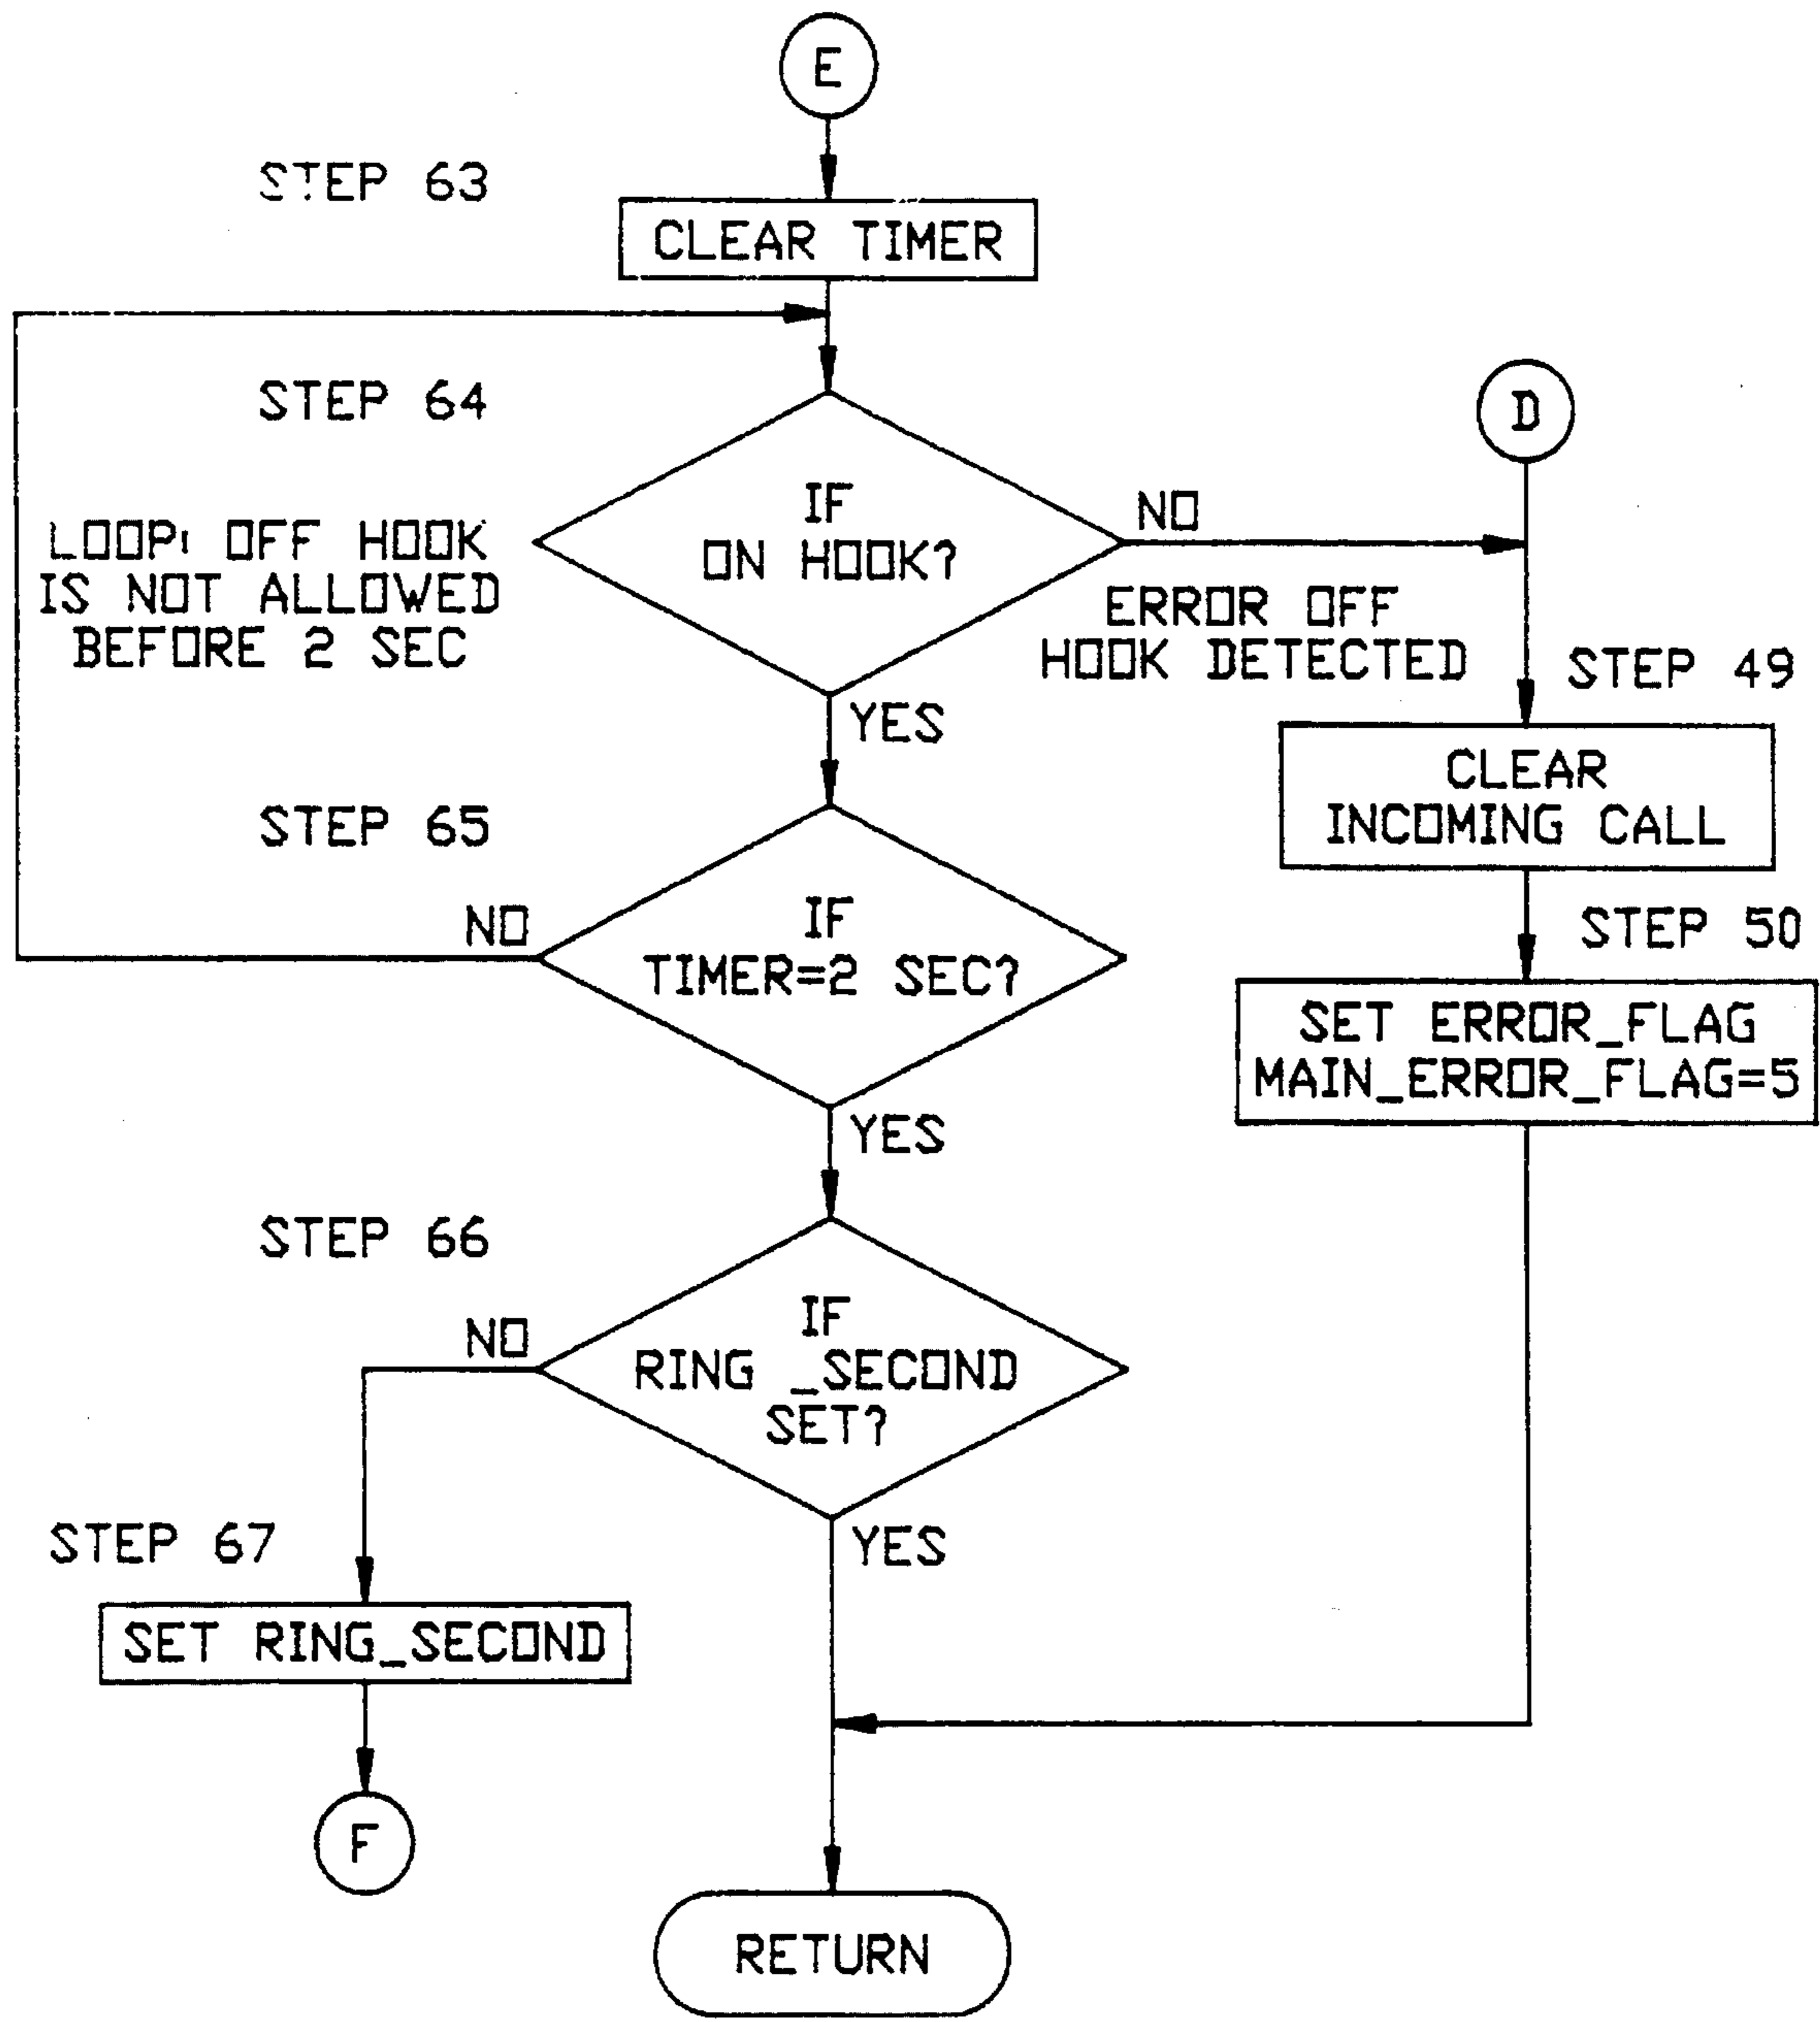 E
STEP 63
CLEAR TIMER
STEP 64
D
IF
ON HOOK?
NO
LOOP: OFF HOOK
IS NOT ALLOWED
BEFORE 2 SEC
ERROR OFF
HOOK DETECTED
YES
STEP 49
CLEAR
INCOMING CALL
STEP 65
NO
IF
TIMER=2 SEC?
STEP 50
SET ERROR_FLAG
MAIN_ERROR_FLAG=5
YES
STEP 66
NO
IF
RING _SECOND
SET?
YES
STEP 67
SET RING_SECOND
F
RETURN